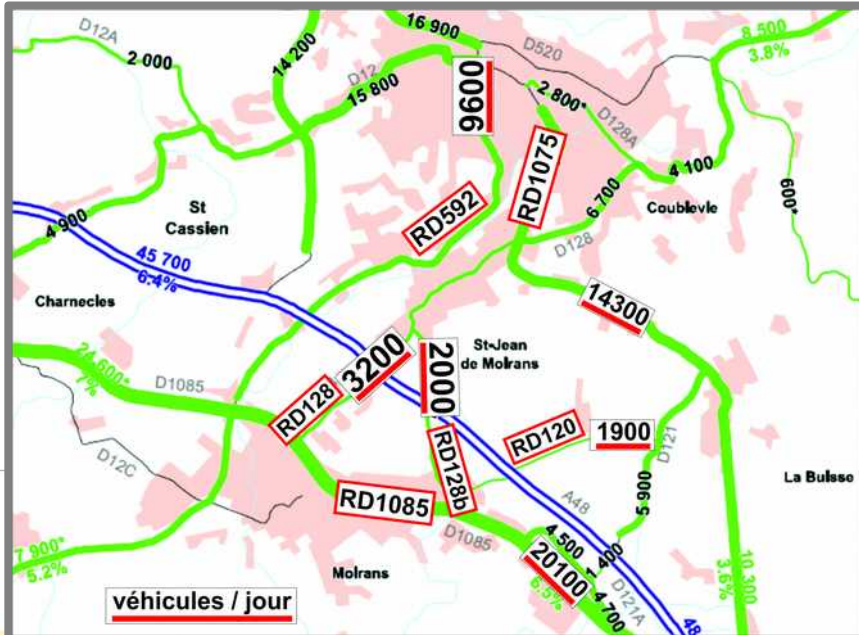 D12A
2 000
14 200
16 900
D520
8 500
3.8%
D12
15 800
9600
2 800*
D128A
RD1075
4 100
600*
6 700
Coublevie
D128
RD592
St
Cassien
4 900
45 700
6.4%
Charnecles
14300
24 600*
7%
D1085
3200
2000
St-Jean
de Moirans
RD128
RD120
1900
D121
D12C
RD128b
RD1085
A48
5 900
La Buisse
D1085
4 500
1 400
20100
6.5%
4 700
D121A
10 300
3.6%
7 900*
5.2%
Moirans
48
véhicules / jour